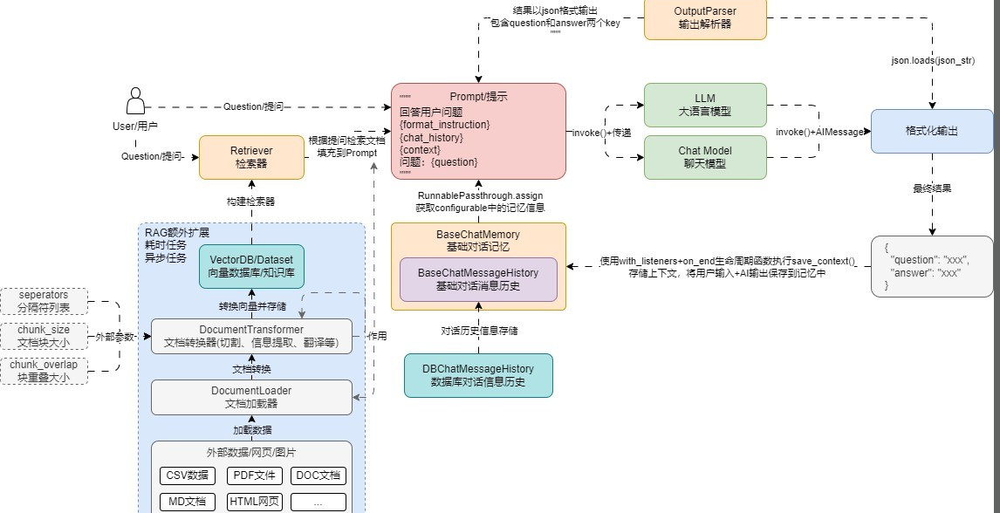 结果以json格式输出
包含question和answer两个key
"""
OutputParser
输出解析器
json.loads(json_str)
User/用户
Question/提问
Question/提问
Retriever
检索器
根据提问检索文档
填充到Prompt
"""
Prompt/提示
回答用户问题
{format_instruction}
{chat_history}
{context}
问题：{question}
"""
invoke()+传递
LLM
大语言模型
Chat Model
聊天模型
invoke()+AIMessage
格式化输出
最终结果
{
"question": "xxx",
"answer": "xxx"
}
构建检索器
RunnablePassthrough.assign
获取configurable中的记忆信息
BaseChatMemory
基础对话记忆
BaseChatMessageHistory
基础对话消息历史
使用with_listeners+on_end生命周期函数执行save_context()
存储上下文，将用户输入+AI输出保存到记忆中
对话历史信息存储
DBChatMessageHistory
数据库对话信息历史
RAG额外扩展
耗时任务
异步任务
VectorDB/Dataset
向量数据库/知识库
转换向量并存储
seperators
分隔符列表
chunk_size
文档块大小
chunk_overlap
块重叠大小
外部参数
DocumentTransformer
文档转换器(切割、信息提取、翻译等)
作用
文档转换
DocumentLoader
文档加载器
加载数据
外部数据/网页/图片
CSV数据
PDF文件
DOC文档
MD文档
HTML网页
...